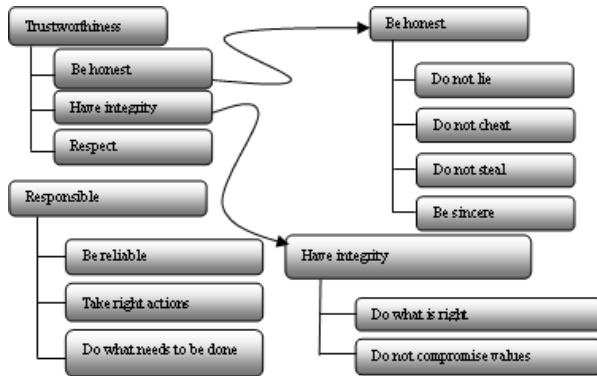 Trustworthiness
Be honest
Have integrity
Respect
Responsible
Be reliable
Take right actions
Do what needs to be done
Be honest
Do not lie
Do not cheat
Do not steal
Be sincere
Have integrity
Do what is right
Do not compromise values